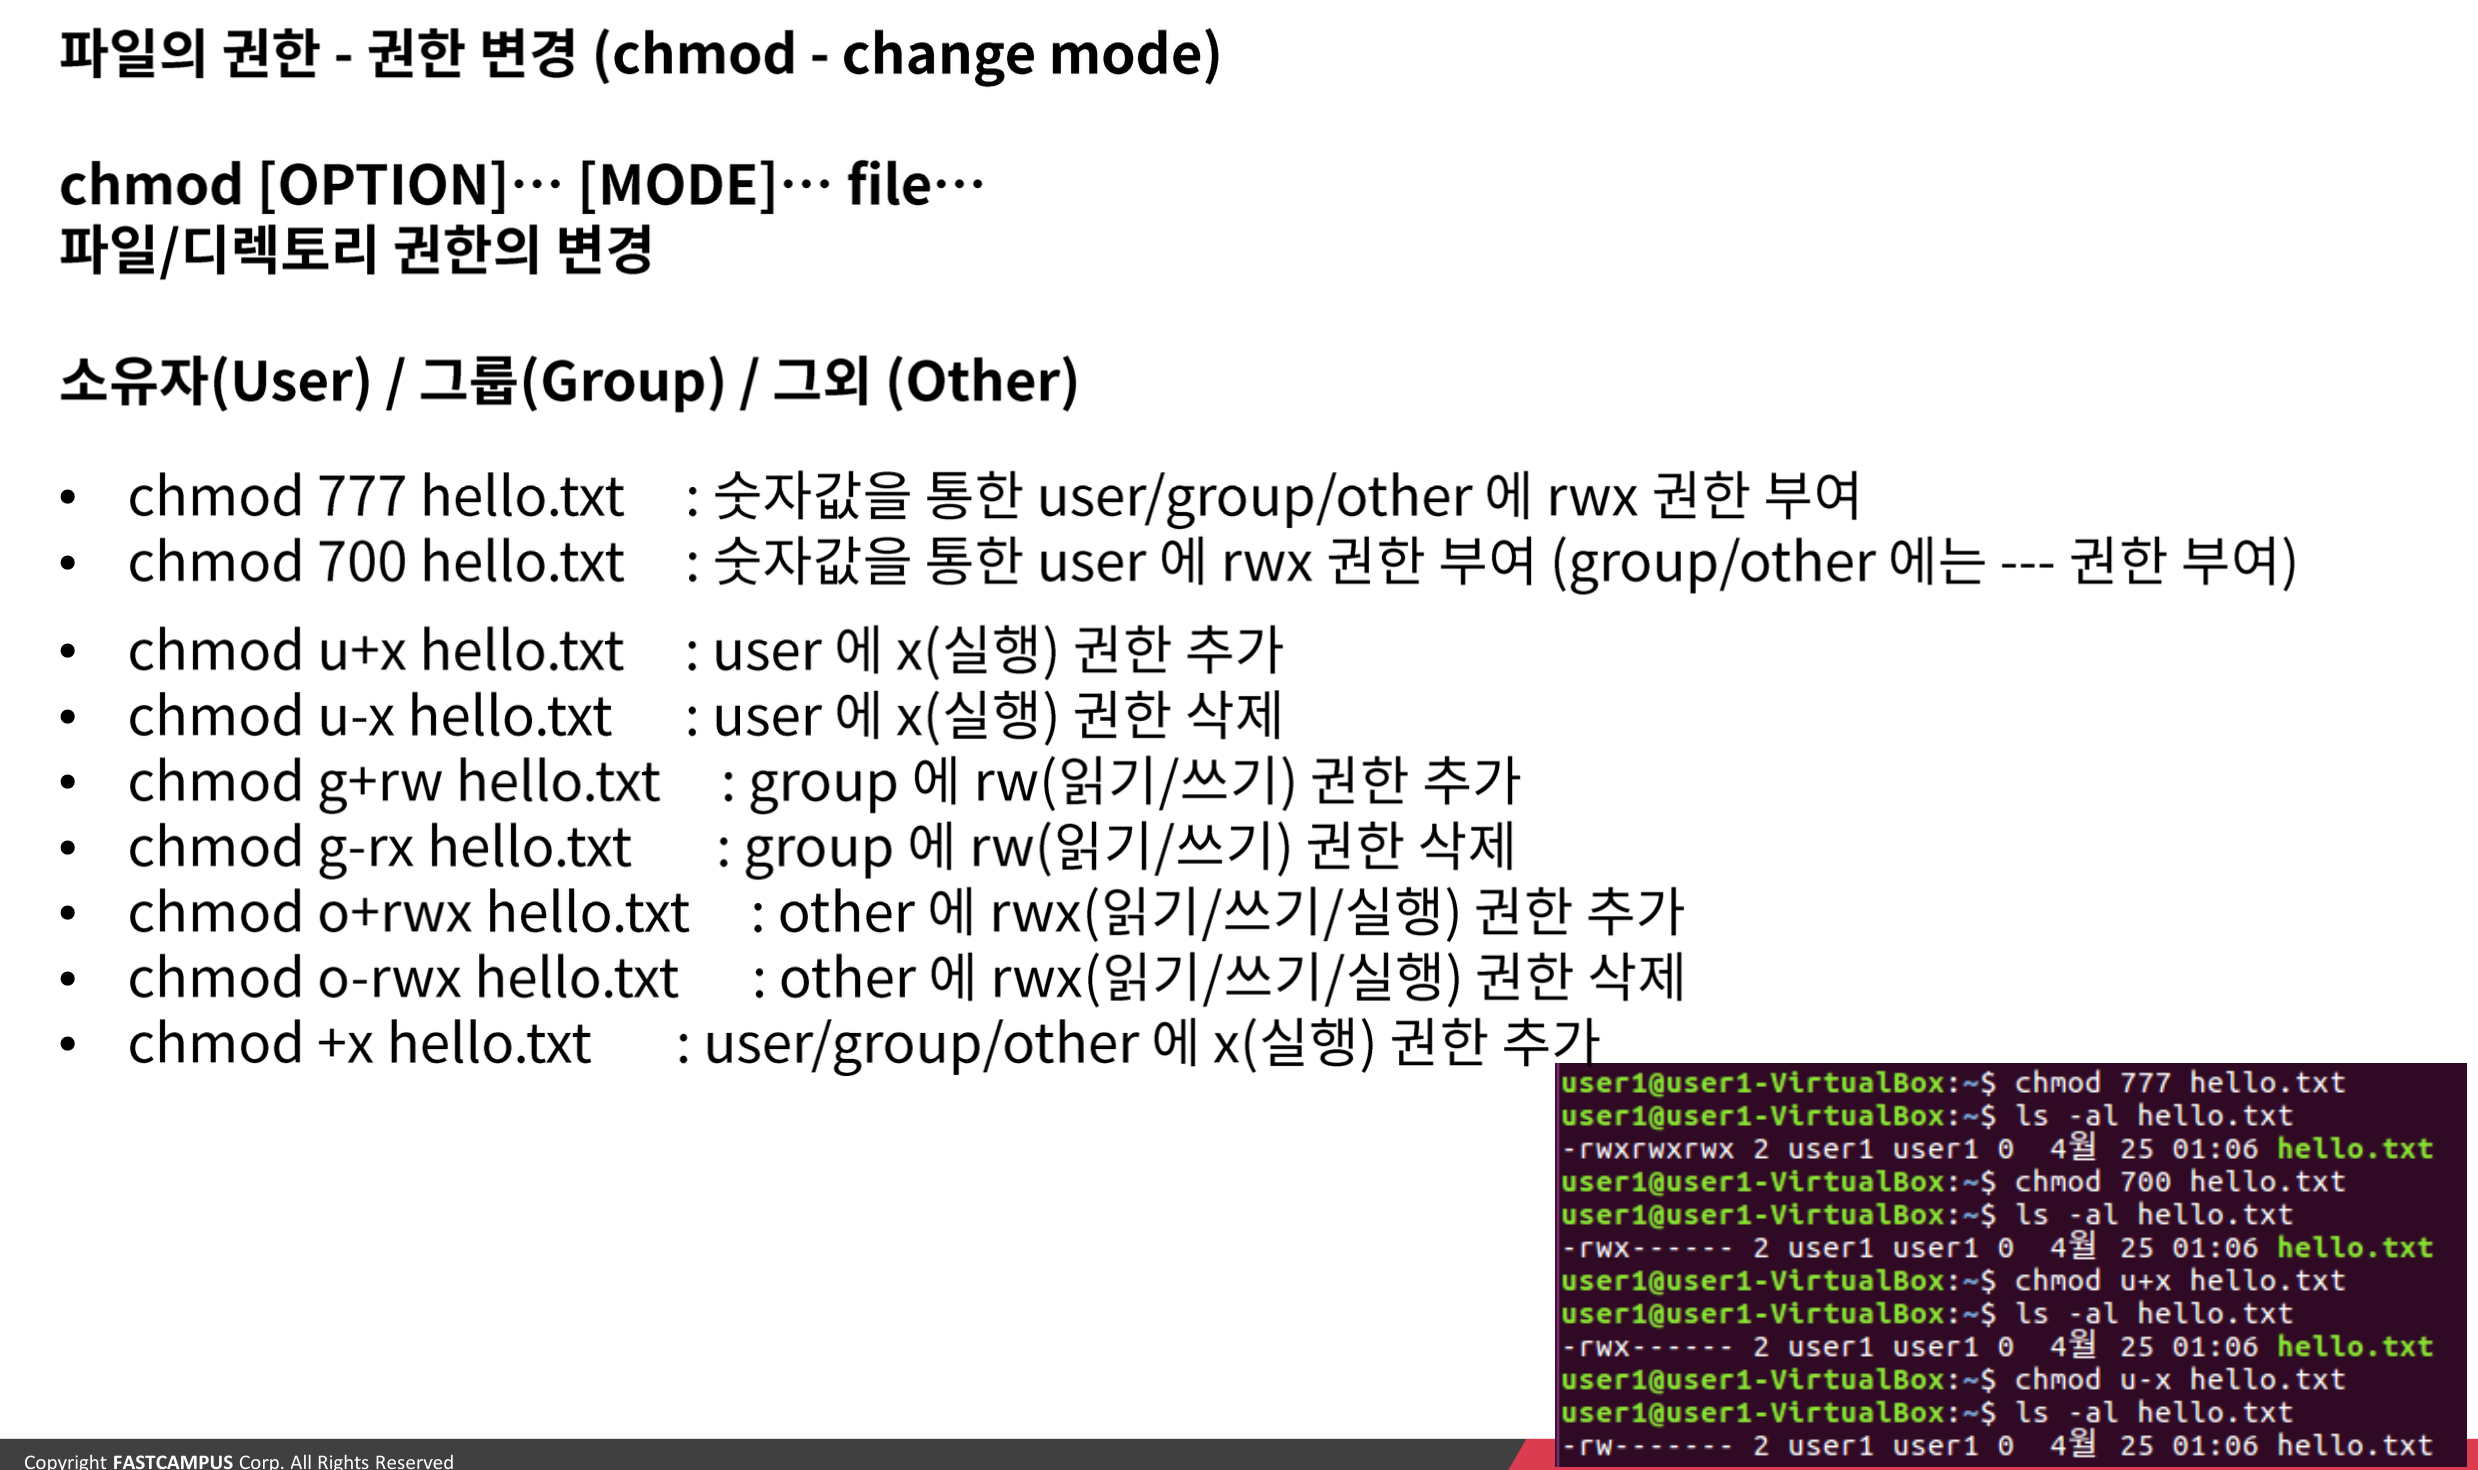 파일의 권한 - 권한 변경 (chmod - change mode)
chmod [OPTION]… [MODE]… file…
파일/디렉토리 권한의 변경
소유자(User) / 그룹(Group) / 그외 (Other)
• chmod 777 hello.txt : 숫자값을 통한 user/group/other 에 rwx 권한 부여
• chmod 700 hello.txt : 숫자값을 통한 user 에 rwx 권한 부여 (group/other 에는 --- 권한 부여)
• chmod u+x hello.txt : user 에 x(실행) 권한 추가
• chmod u-x hello.txt : user 에 x(실행) 권한 삭제
• chmod g+rw hello.txt : group 에 rw(읽기/쓰기) 권한 추가
• chmod g-rx hello.txt : group 에 rw(읽기/쓰기) 권한 삭제
• chmod o+rwx hello.txt : other 에 rwx(읽기/쓰기/실행) 권한 추가
• chmod o-rwx hello.txt : other 에 rwx(읽기/쓰기/실행) 권한 삭제
• chmod +x hello.txt : user/group/other 에 x(실행) 권한 추가
user1@user1-VirtualBox:~$ chmod 777 hello.txt
user1@user1-VirtualBox:~$ ls -al hello.txt
-rwxrwxrwx 2 user1 user1 0 4월 25 01:06 hello.txt
user1@user1-VirtualBox:~$ chmod 700 hello.txt
user1@user1-VirtualBox:~$ ls -al hello.txt
-rwx------ 2 user1 user1 0 4월 25 01:06 hello.txt
user1@user1-VirtualBox:~$ chmod u+x hello.txt
user1@user1-VirtualBox:~$ ls -al hello.txt
-rwx------ 2 user1 user1 0 4월 25 01:06 hello.txt
user1@user1-VirtualBox:~$ chmod u-x hello.txt
user1@user1-VirtualBox:~$ ls -al hello.txt
-rw------- 2 user1 user1 0 4월 25 01:06 hello.txt
Copyright FASTCAMPUS Corp. All Rights Reserved